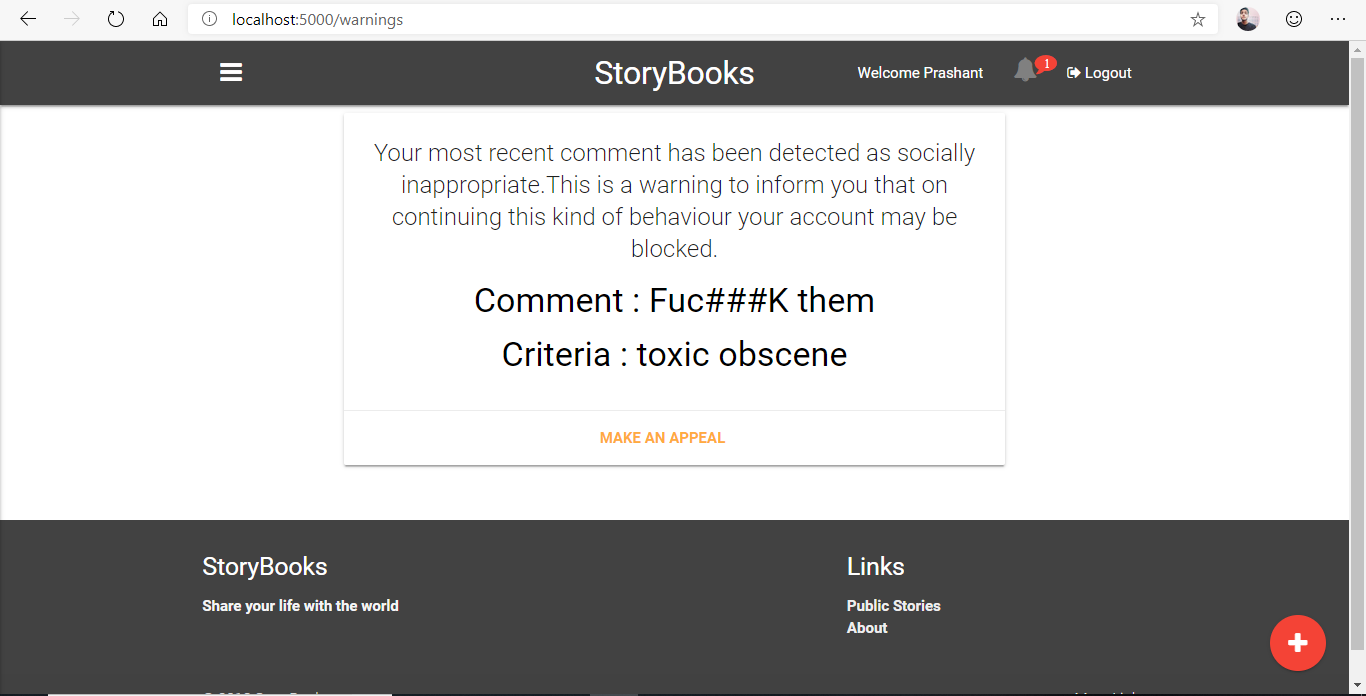 localhost:5000/warnings
StoryBooks
Welcome Prashant
1
Logout
Your most recent comment has been detected as socially
inappropriate.This is a warning to inform you that on
continuing this kind of behaviour your account may be
blocked.
Comment : Fuc###K them
Criteria : toxic obscene
MAKE AN APPEAL
StoryBooks
Share your life with the world
Links
Public Stories
About